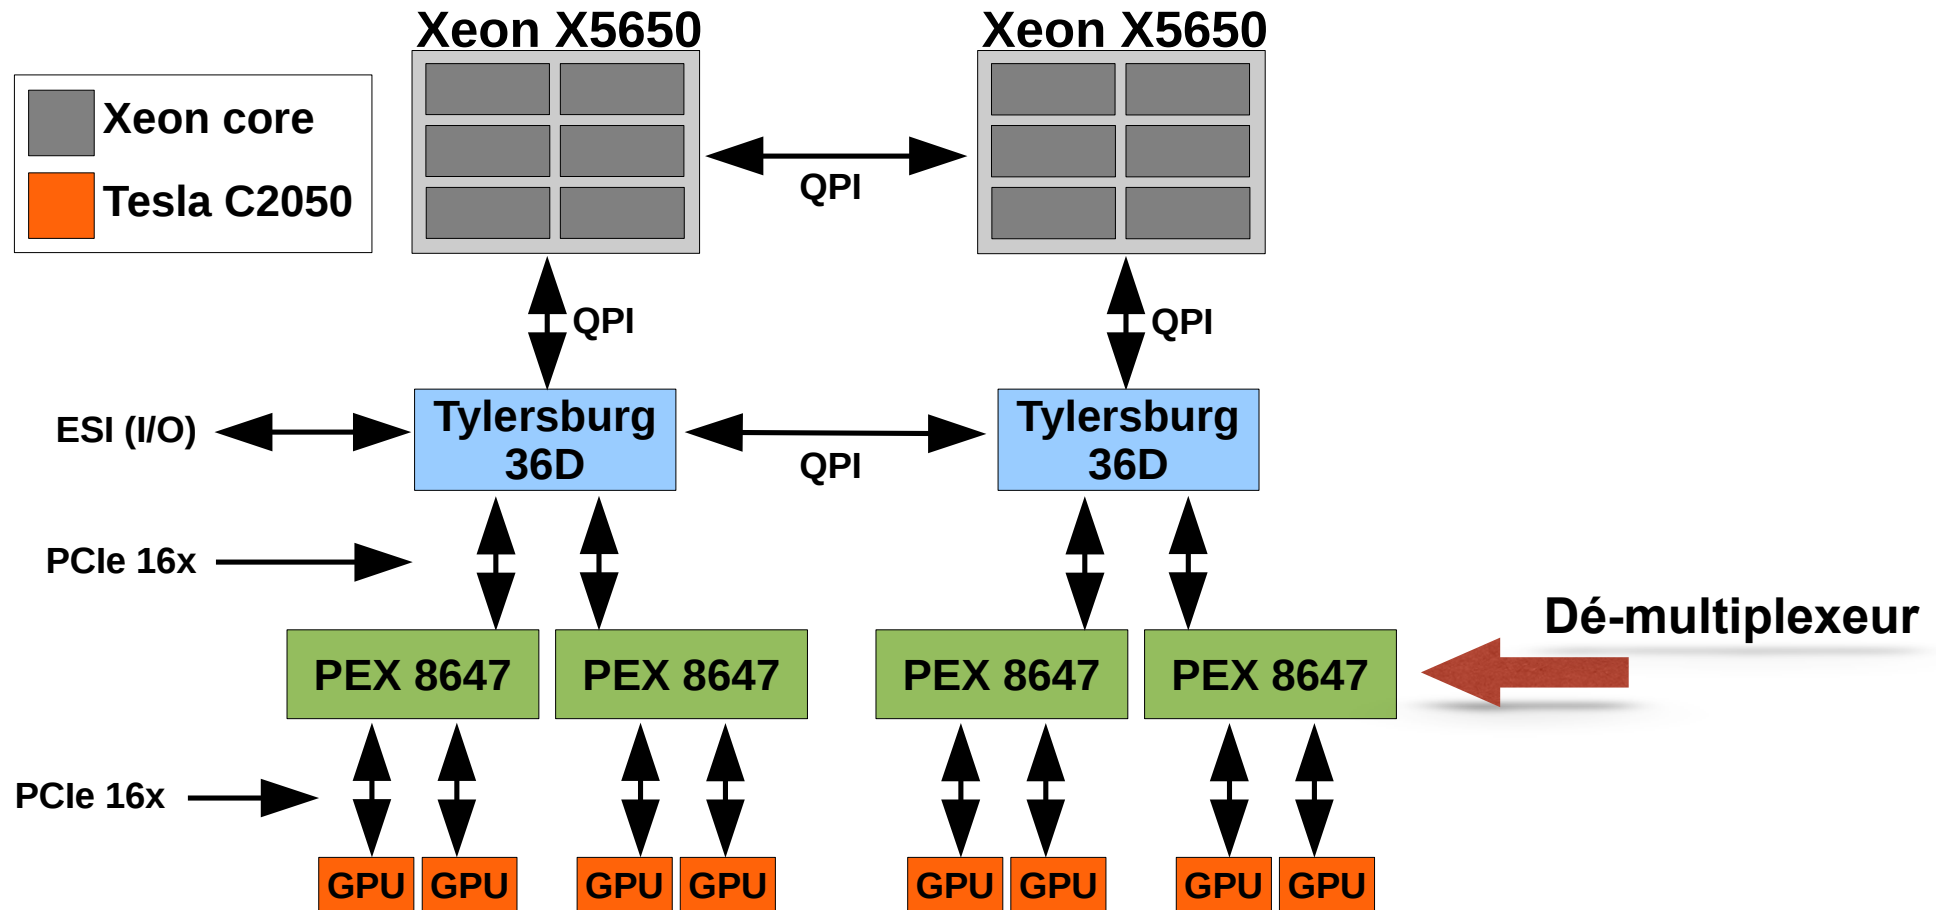 Xeon X5650
Xeon X5650
Xeon core
Tesla C2050
QPI
QPI
QPI
ESI (I/O)
Tylersburg
36D
QPI
Tylersburg
36D
PCIe 16x
Dé-multiplexeur
PEX 8647
PEX 8647
PEX 8647
PEX 8647
PCIe 16x
GPU
GPU
GPU
GPU
GPU
GPU
GPU
GPU